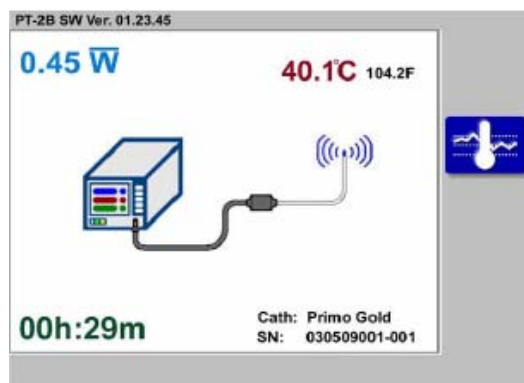 PT-2B SW Ver. 01.23.45
0.45 W
40.1°C 104.2F
00h:29m
Cath: Primo Gold
SN: 030509001-001